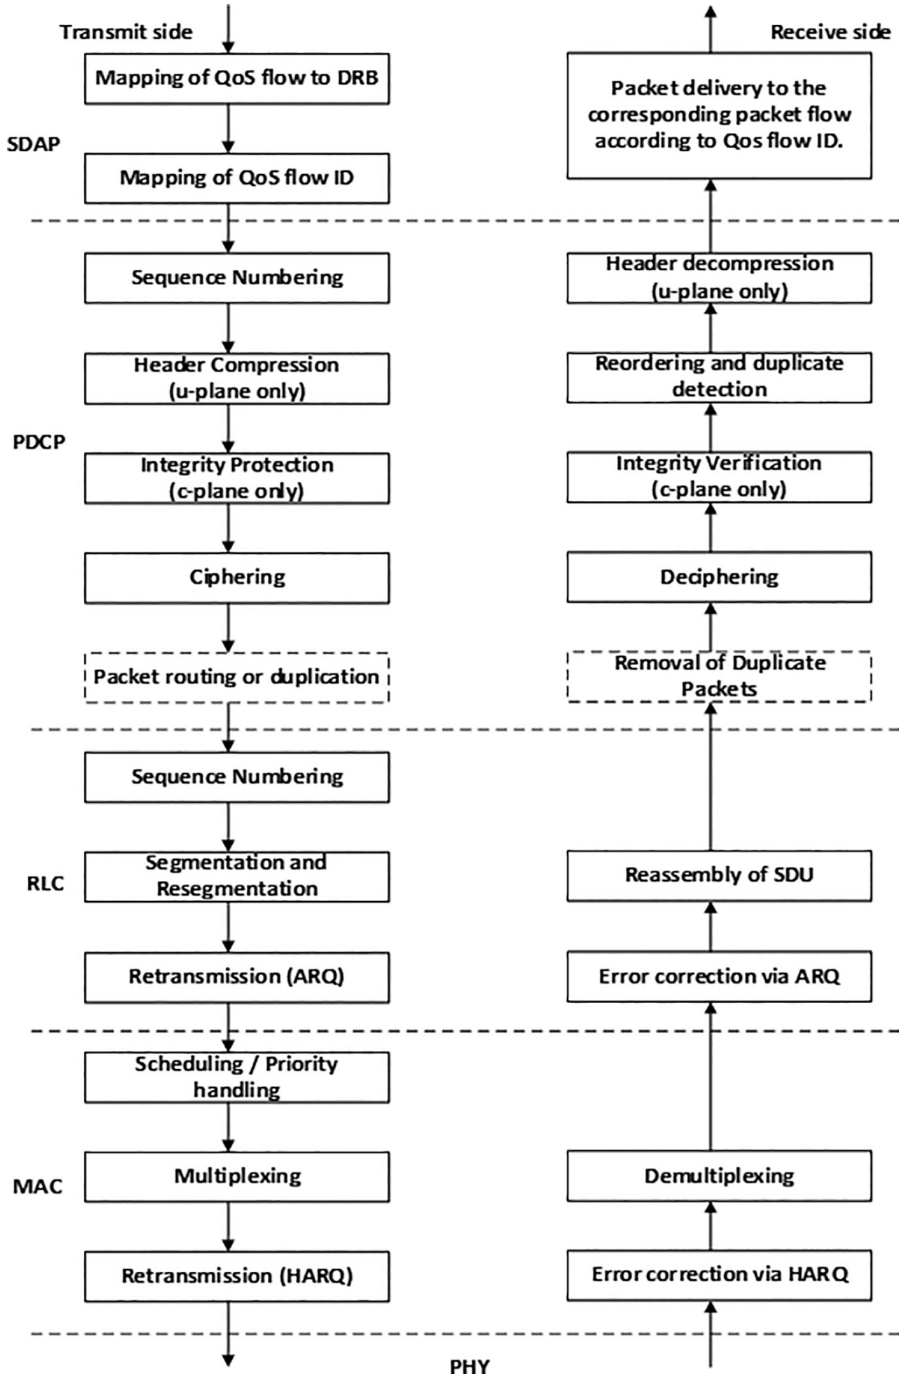 Transmit side
Receive side
Mapping of QoS flow to DRB
Packet delivery to the
corresponding packet flow
according to Qos flow ID.
SDAP
Mapping of QoS flow ID
Sequence Numbering
Header decompression
(u-plane only)
Header Compression
(u-plane only)
Reordering and duplicate
detection
PDCP
Integrity Protection
(c-plane only)
Integrity Verification
(c-plane only)
Ciphering
Deciphering
Packet routing or duplication
Removal of Duplicate
Packets
Sequence Numbering
RLC
Segmentation and
Resegmentation
Reassembly of SDU
Retransmission (ARQ)
Error correction via ARQ
Scheduling / Priority
handling
MAC
Multiplexing
Demultiplexing
Retransmission (HARQ)
Error correction via HARQ
PHY